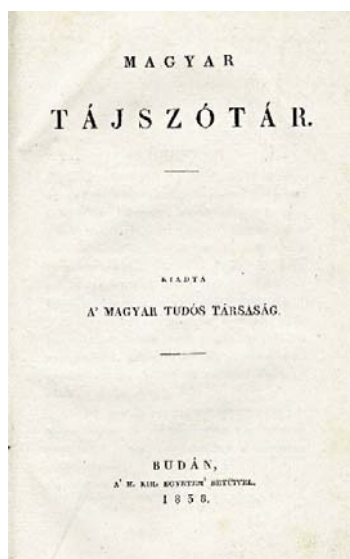 MAGYAR
TÁJSZÓTÁR.
KIADTA
A' MAGYAR TUDÓS TÁRSASÁG.
BUDÁN,
A' M. KIR. EGYETEM' BETŰIVEL.
1838.